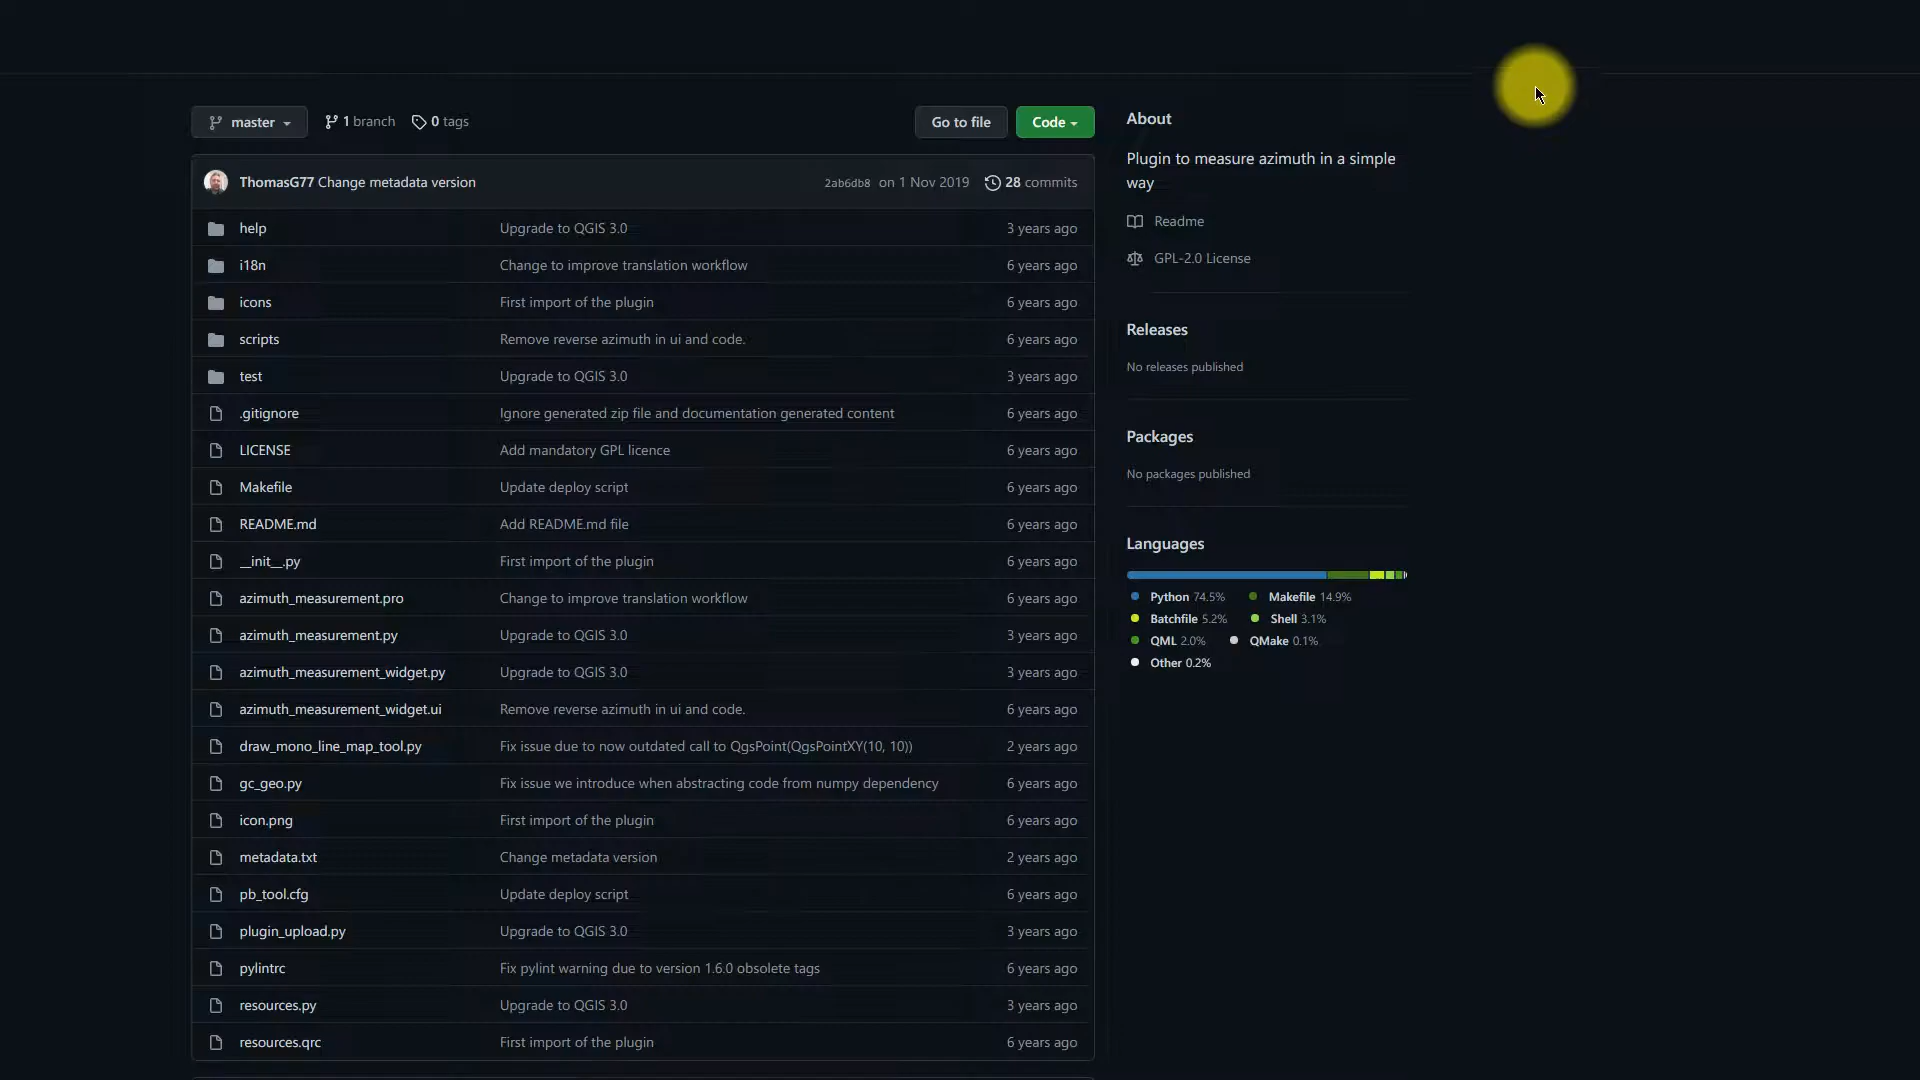 master 1 branch 0 tags Go to file Code
ThomasG77 Change metadata version 2ab6db8 on 1 Nov 2019 28 commits
help Upgrade to QGIS 3.0 3 years ago
i18n Change to improve translation workflow 6 years ago
icons First import of the plugin 6 years ago
scripts Remove reverse azimuth in ui and code. 6 years ago
test Upgrade to QGIS 3.0 3 years ago
.gitignore Ignore generated zip file and documentation generated content 6 years ago
LICENSE Add mandatory GPL licence 6 years ago
Makefile Update deploy script 6 years ago
README.md Add README.md file 6 years ago
__init__.py First import of the plugin 6 years ago
azimuth_measurement.pro Change to improve translation workflow 6 years ago
azimuth_measurement.py Upgrade to QGIS 3.0 3 years ago
azimuth_measurement_widget.py Upgrade to QGIS 3.0 3 years ago
azimuth_measurement_widget.ui Remove reverse azimuth in ui and code. 6 years ago
draw_mono_line_map_tool.py Fix issue due to now outdated call to QgsPoint(QgsPointXY(10, 10)) 2 years ago
gc_geo.py Fix issue we introduce when abstracting code from numpy dependency 6 years ago
icon.png First import of the plugin 6 years ago
metadata.txt Change metadata version 2 years ago
pb_tool.cfg Update deploy script 6 years ago
plugin_upload.py Upgrade to QGIS 3.0 3 years ago
pylintrc Fix pylint warning due to version 1.6.0 obsolete tags 6 years ago
resources.py Upgrade to QGIS 3.0 3 years ago
resources.qrc First import of the plugin 6 years ago
About
Plugin to measure azimuth in a simple
way
Readme
GPL-2.0 License
Releases
No releases published
Packages
No packages published
Languages
Python 74.5% Makefile 14.9%
Batchfile 5.2% Shell 3.1%
QML 2.0% QMake 0.1%
Other 0.2%